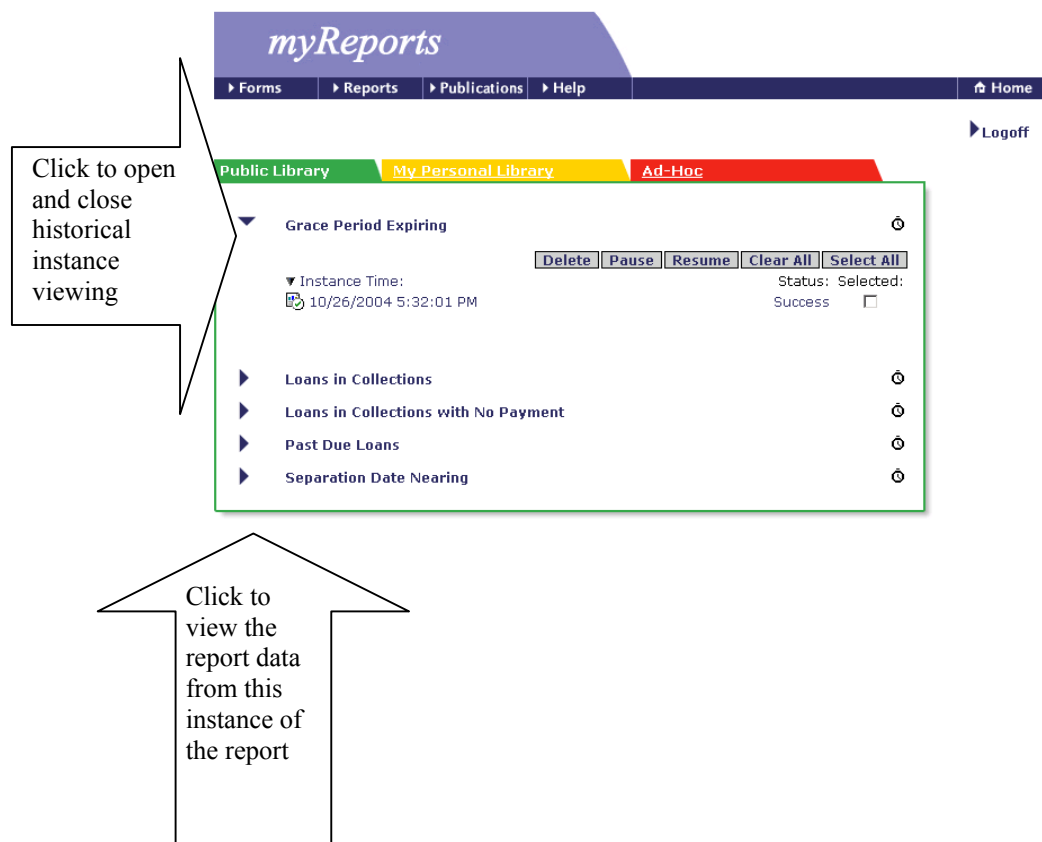 myReports
Forms Reports Publications Help Home
Logoff
Public Library My Personal Library Ad-Hoc
Click to open
and close
historical
instance
viewing
Grace Period Expiring
Delete Pause Resume Clear All Select All
Instance Time: Status: Selected:
10/26/2004 5:32:01 PM Success
Loans in Collections
Loans in Collections with No Payment
Past Due Loans
Separation Date Nearing
Click to
view the
report data
from this
instance of
the report